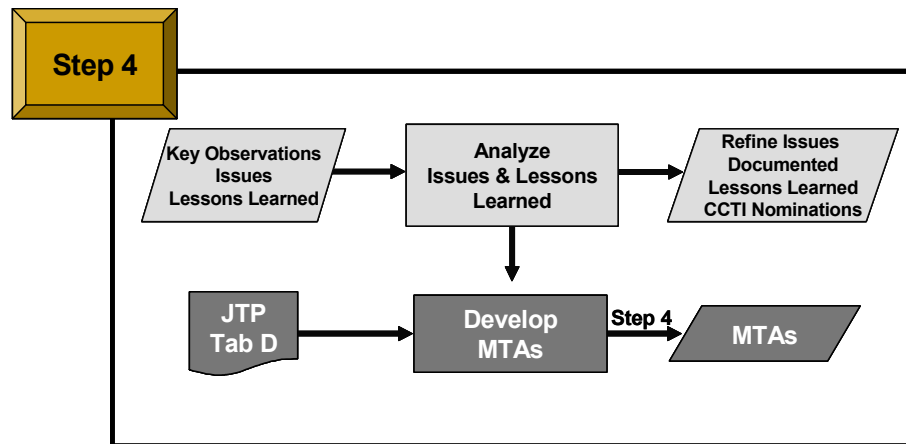 Step 4
Key Observations
Issues
Lessons Learned
Analyze
Issues & Lessons
Learned
Refine Issues
Documented
Lessons Learned
CCTI Nominations
JTP
Tab D
Develop
MTAs
Step 4
MTAs